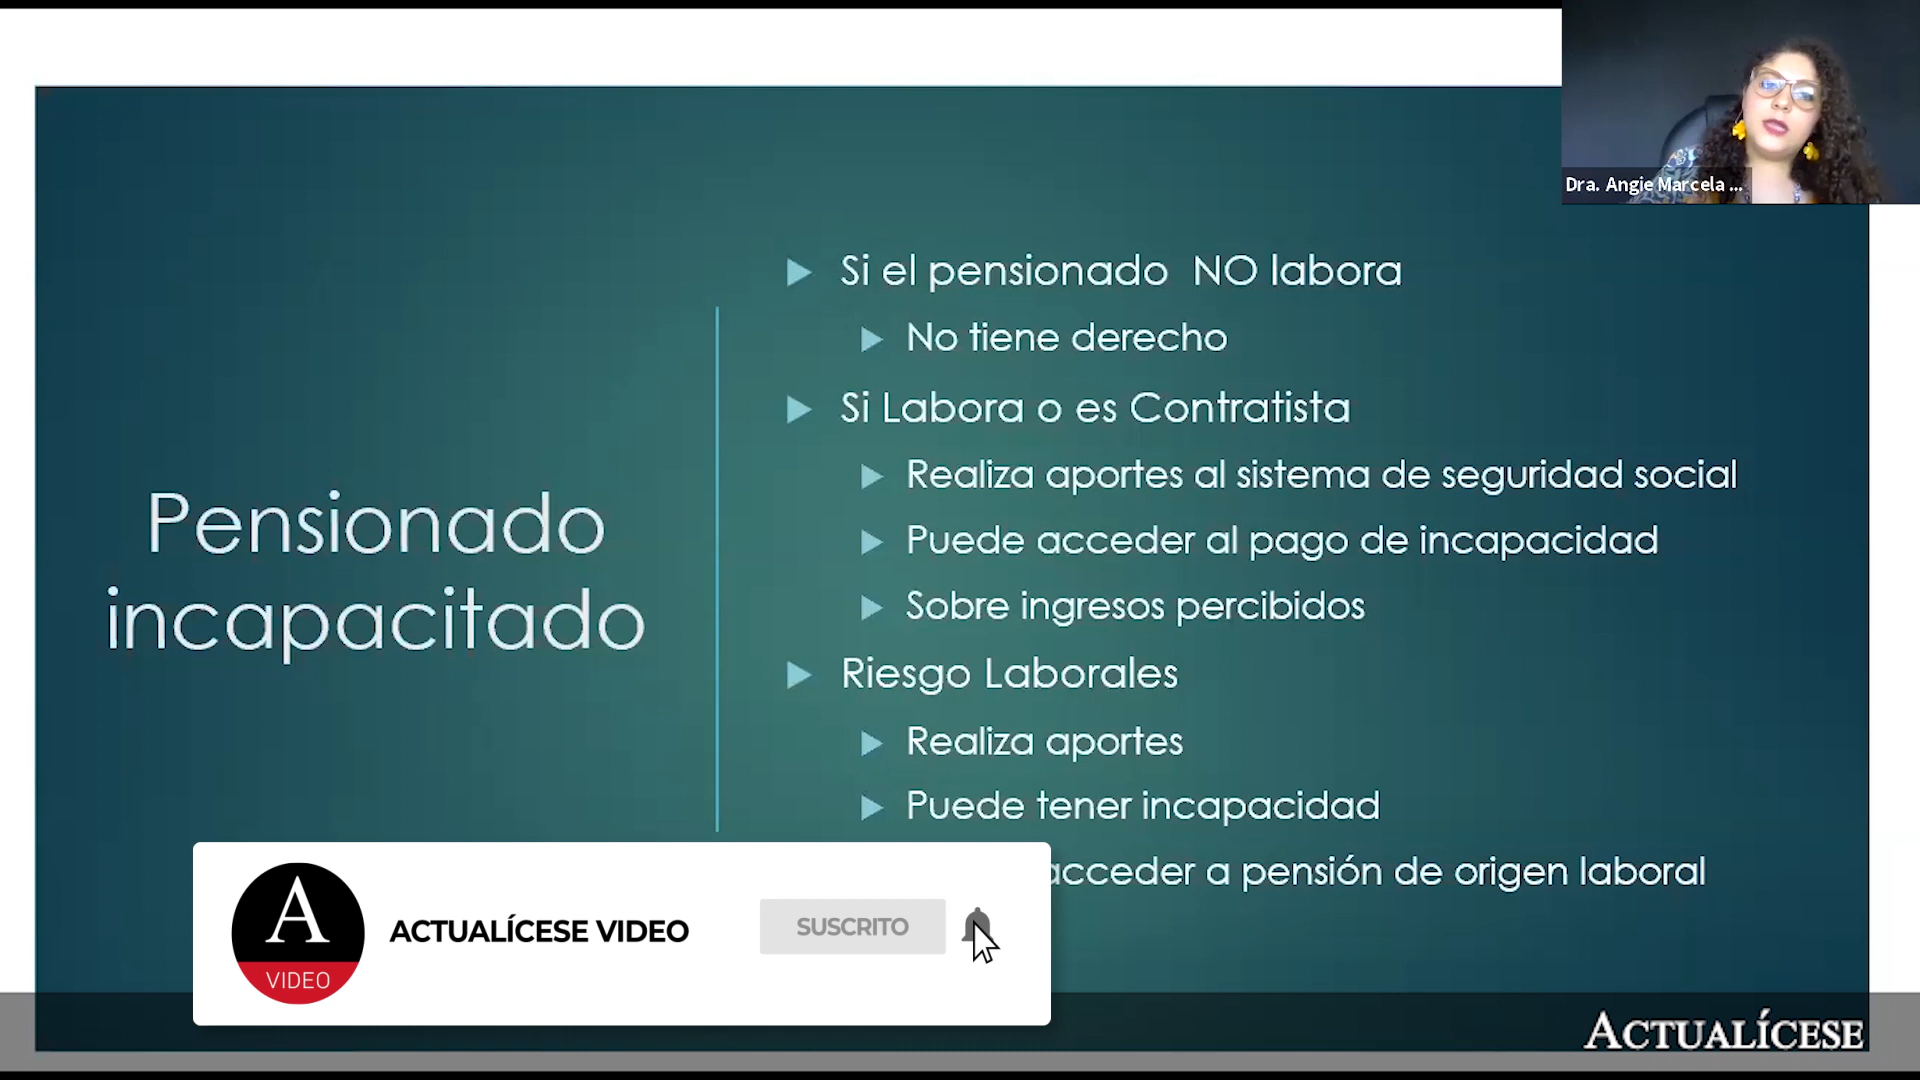 Dra. Angie Marcela ...
Pensionado
incapacitado
Si el pensionado NO labora
No tiene derecho
Si Labora o es Contratista
Realiza aportes al sistema de seguridad social
Puede acceder al pago de incapacidad
Sobre ingresos percibidos
Riesgo Laborales
Realiza aportes
Puede tener incapacidad
acceder a pensión de origen laboral
A
VIDEO
ACTUALÍCESE VIDEO
SUSCRITO
ACTUALÍCESE